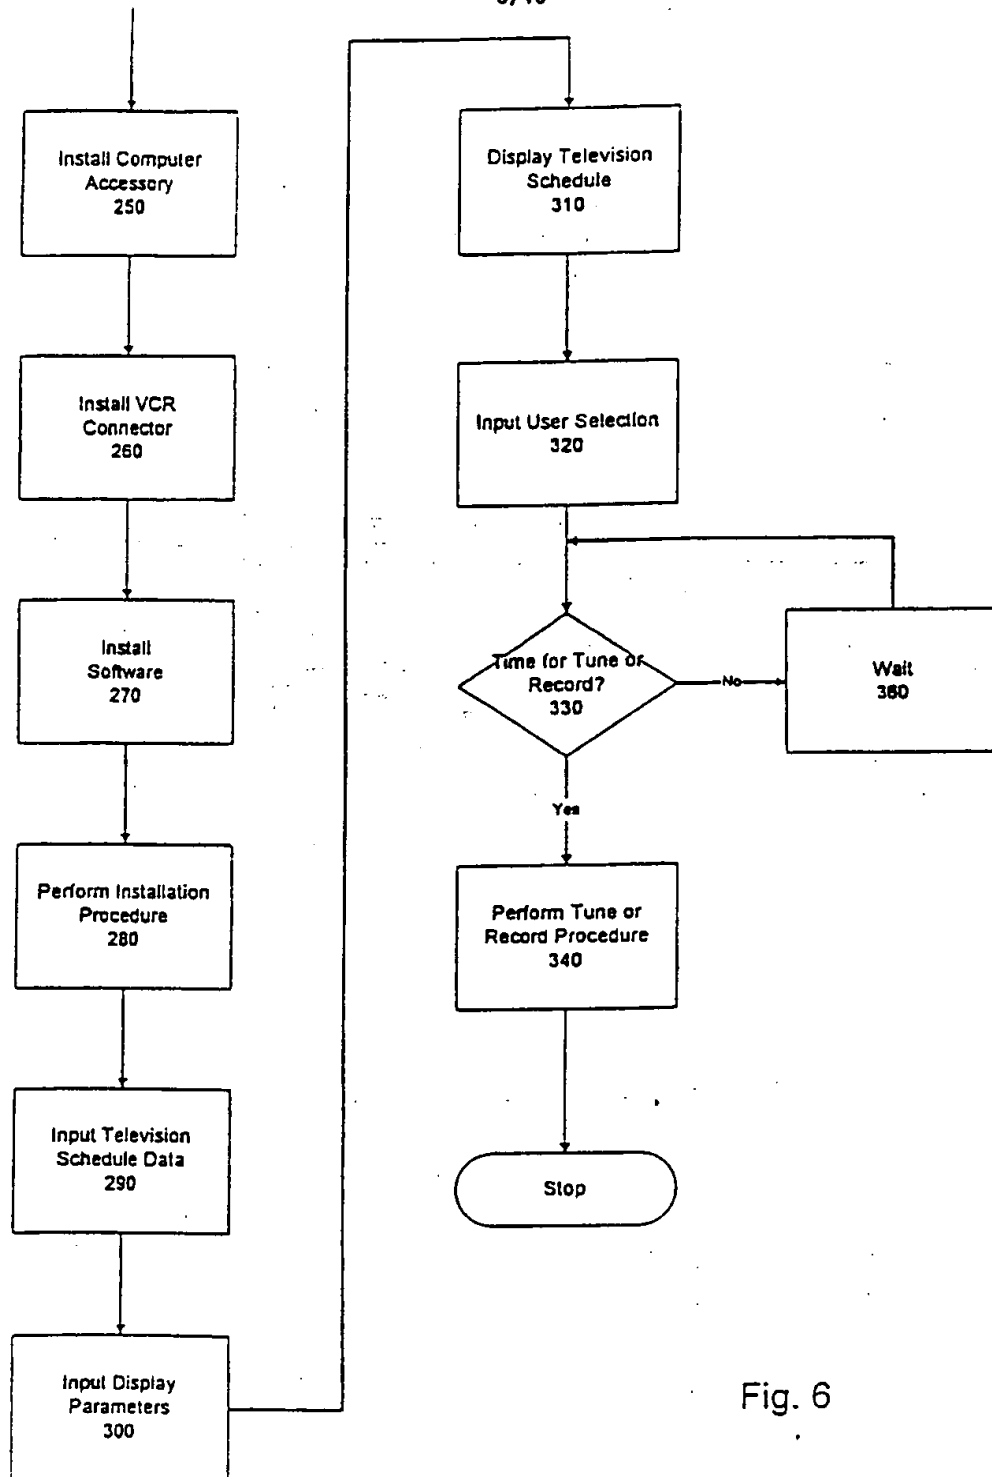 Install Computer
Accessory
250
Install VCR
Connector
260
Install
Software
270
Perform Installation
Procedure
280
Input Television
Schedule Data
290
Input Display
Parameters
300
Display Television
Schedule
310
Input User Selection
320
Time for Tune or
Record?
330
No
Wait
360
Yes
Perform Tune or
Record Procedure
340
Stop
Fig. 6